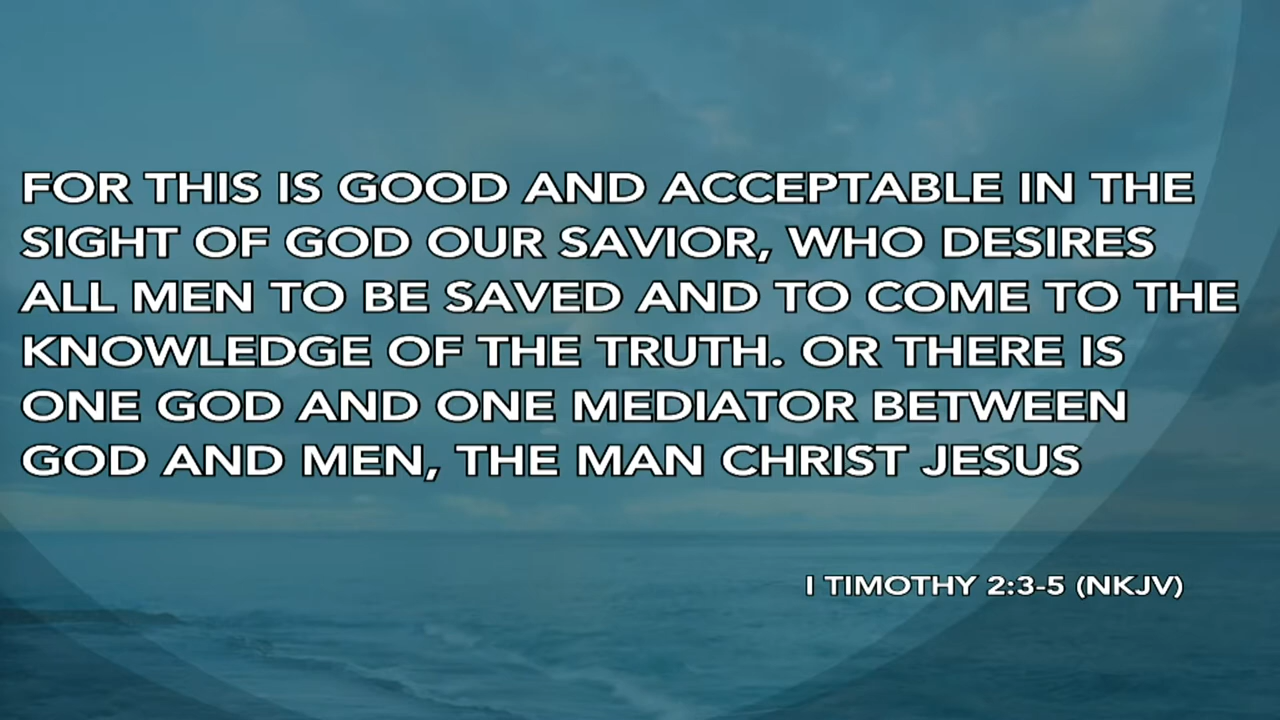 FOR THIS IS GOOD AND ACCEPTABLE IN THE
SIGHT OF GOD OUR SAVIOR, WHO DESIRES
ALL MEN TO BE SAVED AND TO COME TO THE
KNOWLEDGE OF THE TRUTH. OR THERE IS
ONE GOD AND ONE MEDIATOR BETWEEN
GOD AND MEN, THE MAN CHRIST JESUS
I TIMOTHY 2:3-5 (NKJV)